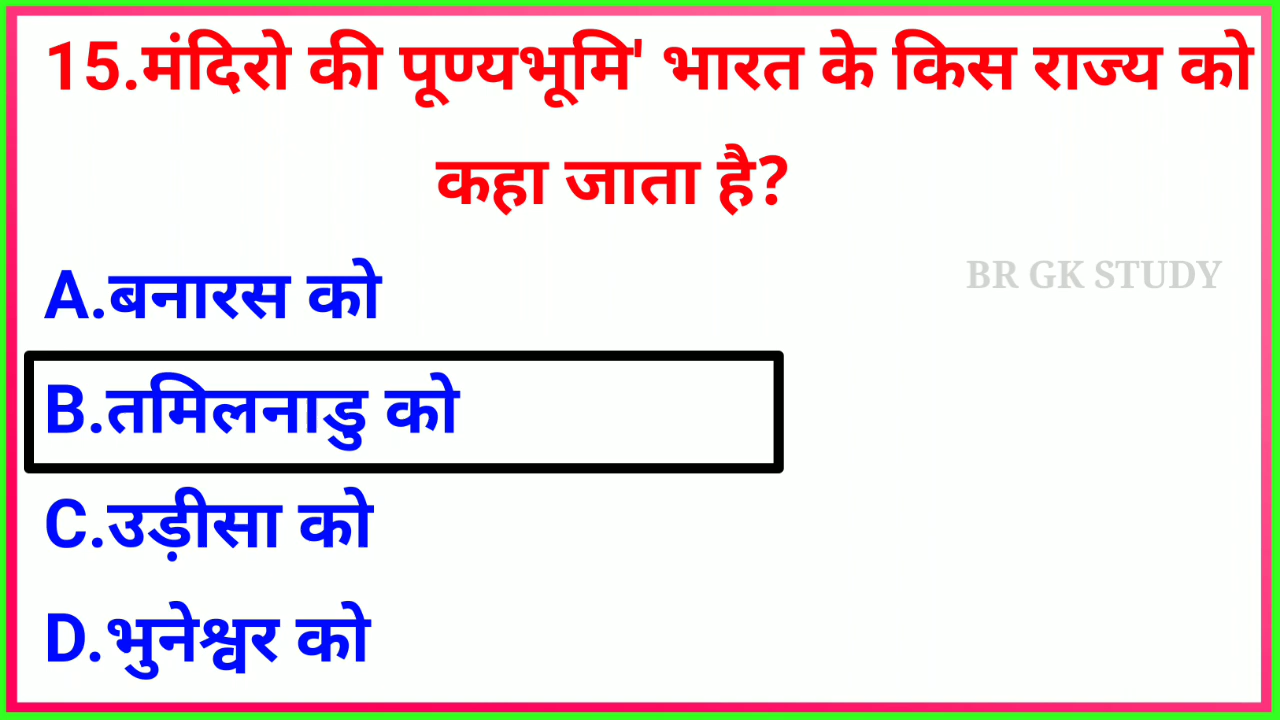 15.मंदिरो की पूण्यभूमि' भारत के किस राज्य को
कहा जाता है?
A.बनारस को
BR GK STUDY
B.तमिलनाडु को
C.उड़ीसा को
D.भुनेश्वर को